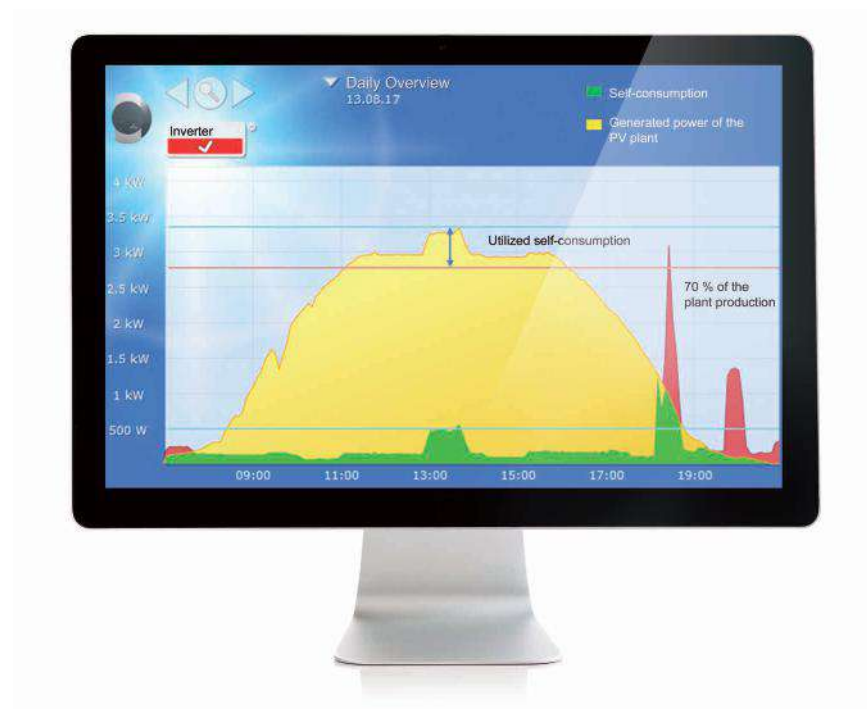 Daily Overview
13.08.17
Self-consumption
Generated power of the
PV plant
Inverter
4 kW
3.5 kW
Utilized self-consumption
3 kW
70 % of the
plant production
2.5 kW
2 kW
1.5 kW
1 kW
500 W
09:00 11:00 13:00 15:00 17:00 19:00